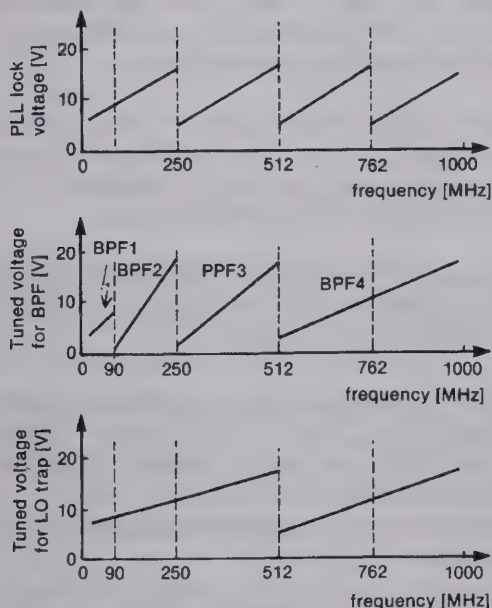 PLL lock
voltage [V]
20
10
0
0 250 512 762 1000
frequency [MHz]
Tuned voltage
for BPF [V]
20
10
0
BPF1
BPF2 PPF3 BPF4
0 90 250 512 762 1000
frequency [MHz]
Tuned voltage
for LO trap [V]
20
10
0
0 90 250 512 762 1000
frequency [MHz]